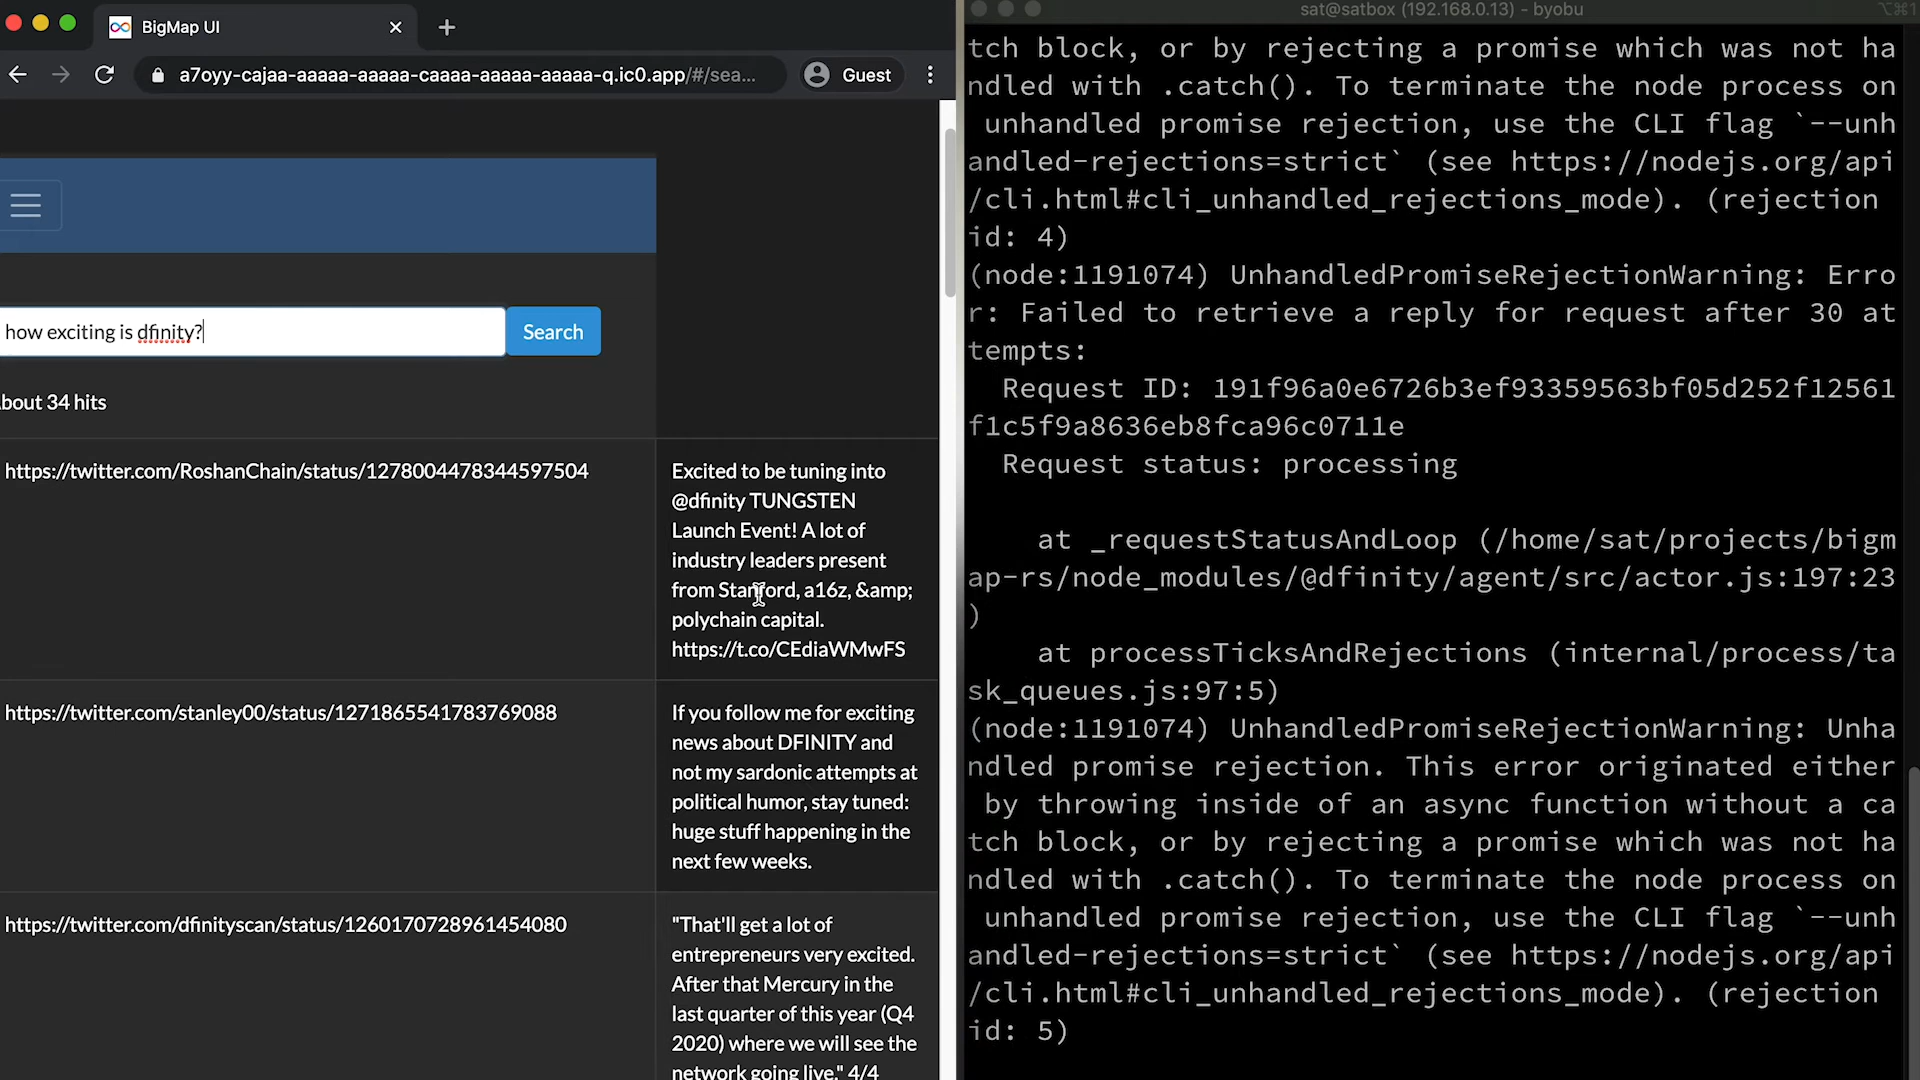 BigMap UI
a7oyy-cajaa-aaaaa-aaaaa-caaaa-aaaaa-aaaaa-q.ic0.app/#/sea...
Guest
how exciting is dfinity?
Search
bout 34 hits
https://twitter.com/RoshanChain/status/1278004478344597504
Excited to be tuning into
@dfinity TUNGSTEN
Launch Event! A lot of
industry leaders present
from Stanford, a16z, &amp;
polychain capital.
https://t.co/CEdiaWMwFS
https://twitter.com/stanley00/status/1271865541783769088
If you follow me for exciting
news about DFINITY and
not my sardonic attempts at
political humor, stay tuned:
huge stuff happening in the
next few weeks.
https://twitter.com/dfinityscan/status/1260170728961454080
"That'll get a lot of
entrepreneurs very excited.
After that Mercury in the
last quarter of this year (Q4
2020) where we will see the
network going live." 4/4
sat@satbox (192.168.0.13) - byobu
⌥⌘1
tch block, or by rejecting a promise which was not ha
ndled with .catch(). To terminate the node process on
unhandled promise rejection, use the CLI flag `--unh
andled-rejections=strict` (see https://nodejs.org/api
/cli.html#cli_unhandled_rejections_mode). (rejection
id: 4)
(node:1191074) UnhandledPromiseRejectionWarning: Erro
r: Failed to retrieve a reply for request after 30 at
tempts:
Request ID: 191f96a0e6726b3ef93359563bf05d252f12561
f1c5f9a8636eb8fca96c0711e
Request status: processing
at _requestStatusAndLoop (/home/sat/projects/bigm
ap-rs/node_modules/@dfinity/agent/src/actor.js:197:23
)
at processTicksAndRejections (internal/process/ta
sk_queues.js:97:5)
(node:1191074) UnhandledPromiseRejectionWarning: Unha
ndled promise rejection. This error originated either
by throwing inside of an async function without a ca
tch block, or by rejecting a promise which was not ha
ndled with .catch(). To terminate the node process on
unhandled promise rejection, use the CLI flag `--unh
andled-rejections=strict` (see https://nodejs.org/api
/cli.html#cli_unhandled_rejections_mode). (rejection
id: 5)